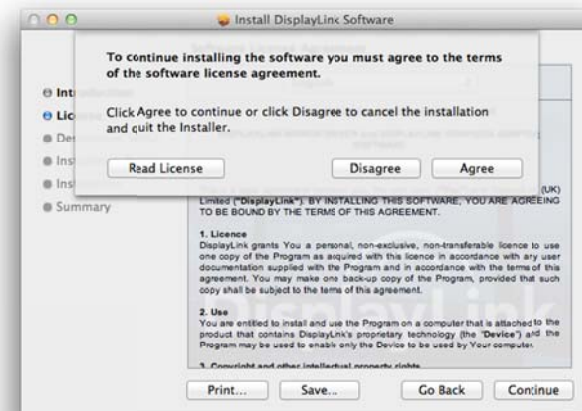 Install DisplayLink Software
To continue installing the software you must agree to the terms
of the software license agreement.
Click Agree to continue or click Disagree to cancel the installation
and quit the Installer.
Read License
Disagree
Agree
Int
Lic
De
Ins
Ins
Summary
(UK)
Limited ("DisplayLink"). BY INSTALLING THIS SOFTWARE, YOU ARE AGREEING
TO BE BOUND BY THE TERMS OF THIS AGREEMENT.
1. Licence
DisplayLink grants You a personal, non-exclusive, non-transferable licence to use
one copy of the Program as acquired with this licence in accordance with any user
documentation supplied with the Program and in accordance with the terms of this
agreement. You may make one back-up copy of the Program, provided that such
copy shall be subject to the terms of this agreement.
2. Use
You are entitled to install and use the Program on a computer that is attached to the
product that contains DisplayLink's proprietary technology (the "Device") and the
Program may be used to enable only the Device to be used by Your computer.
3. Copyright and other intellectual property rights
Print...
Save...
Go Back
Continue